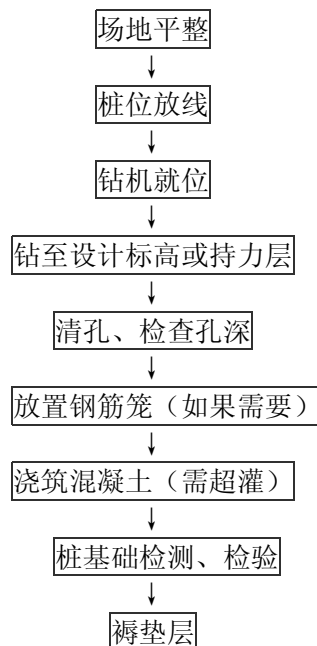 场地平整
桩位放线
钻机就位
钻至设计标高或持力层
清孔、检查孔深
放置钢筋笼（如果需要）
浇筑混凝土（需超灌）
桩基础检测、检验
褥垫层